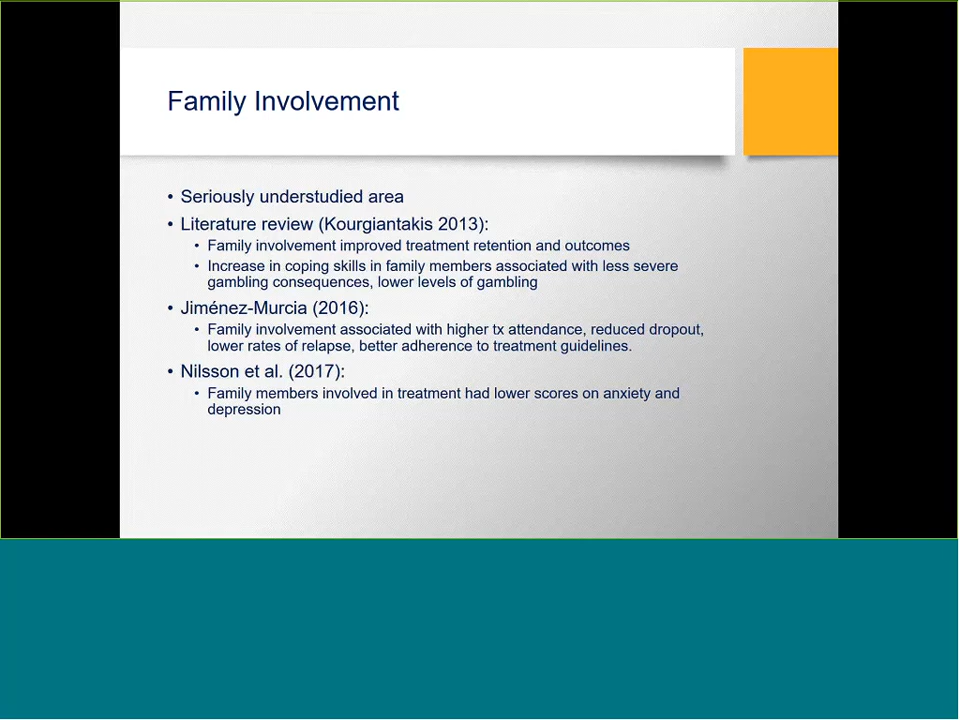 Family Involvement
• Seriously understudied area
• Literature review (Kourgiantakis 2013):
• Family involvement improved treatment retention and outcomes
• Increase in coping skills in family members associated with less severe
gambling consequences, lower levels of gambling
• Jiménez-Murcia (2016):
• Family involvement associated with higher tx attendance, reduced dropout,
lower rates of relapse, better adherence to treatment guidelines.
• Nilsson et al. (2017):
• Family members involved in treatment had lower scores on anxiety and
depression